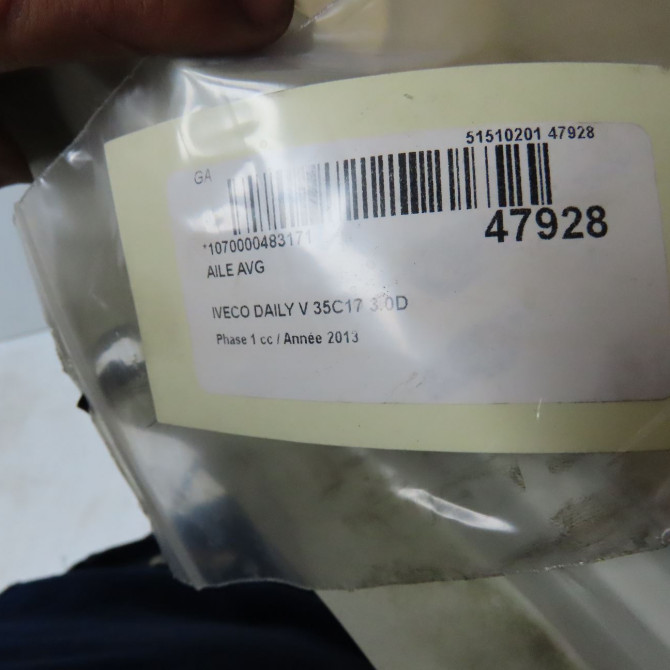 51510201 47928
GA
47928
*1070000483171
AILE AVG
IVECO DAILY V 35C17 3.0D
Phase 1 cc / Année 2013